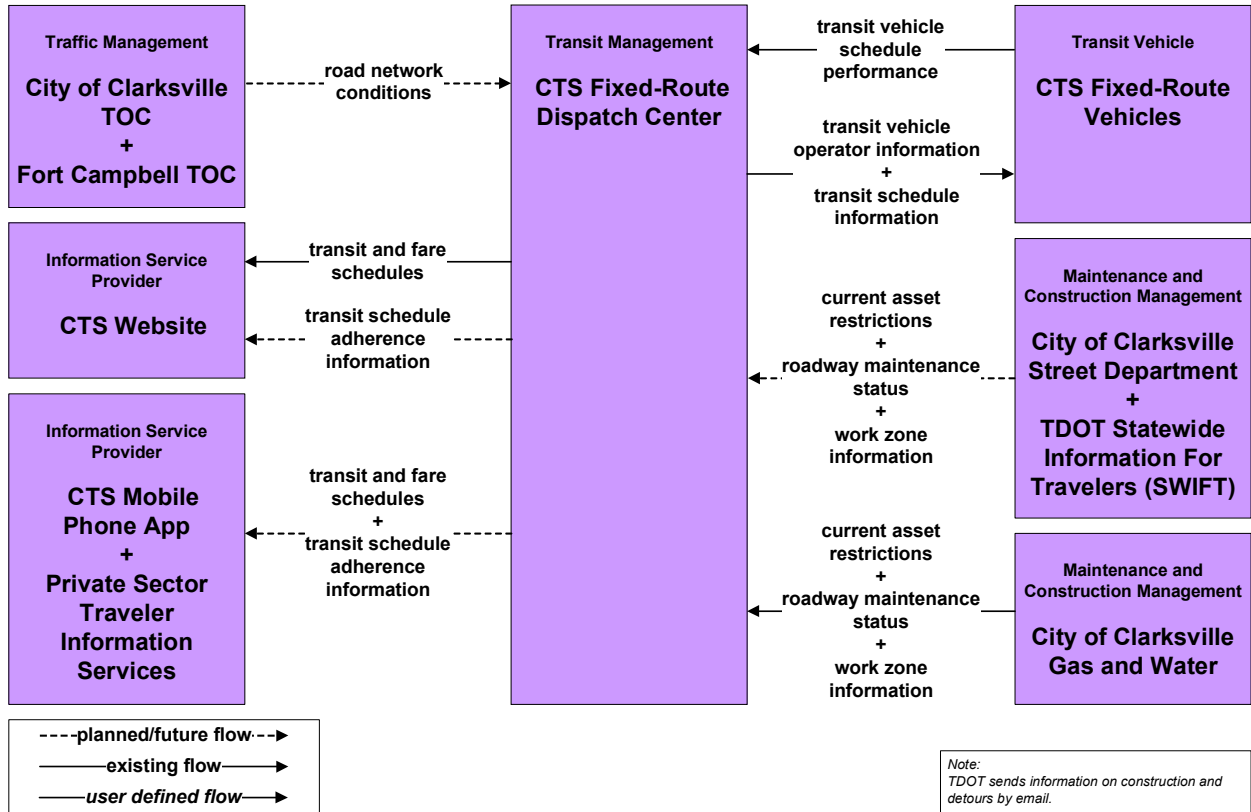 Traffic Management
City of Clarksville
TOC
+
Fort Campbell TOC
road network
conditions
Information Service
Provider
CTS Website
transit and fare
schedules
transit schedule
adherence
information
Information Service
Provider
CTS Mobile
Phone App
+
Private Sector
Traveler
Information
Services
transit and fare
schedules
+
transit schedule
adherence
information
Transit Management
CTS Fixed-Route
Dispatch Center
transit vehicle
schedule
performance
transit vehicle
operator information
+
transit schedule
information
Transit Vehicle
CTS Fixed-Route
Vehicles
current asset
restrictions
+
roadway maintenance
status
+
work zone
information
Maintenance and
Construction Management
City of Clarksville
Street Department
+
TDOT Statewide
Information For
Travelers (SWIFT)
current asset
restrictions
+
roadway maintenance
status
+
work zone
information
Maintenance and
Construction Management
City of Clarksville
Gas and Water
planned/future flow
existing flow
user defined flow
Note:
TDOT sends information on construction and
detours by email.